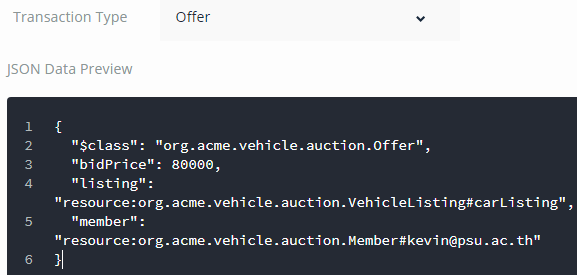 Transaction Type
Offer
JSON Data Preview
1 {
2 "$class": "org.acme.vehicle.auction.Offer",
3 "bidPrice": 80000,
4 "listing":
"resource:org.acme.vehicle.auction.VehicleListing#carListing",
5 "member":
"resource:org.acme.vehicle.auction.Member#kevin@psu.ac.th"
6 }